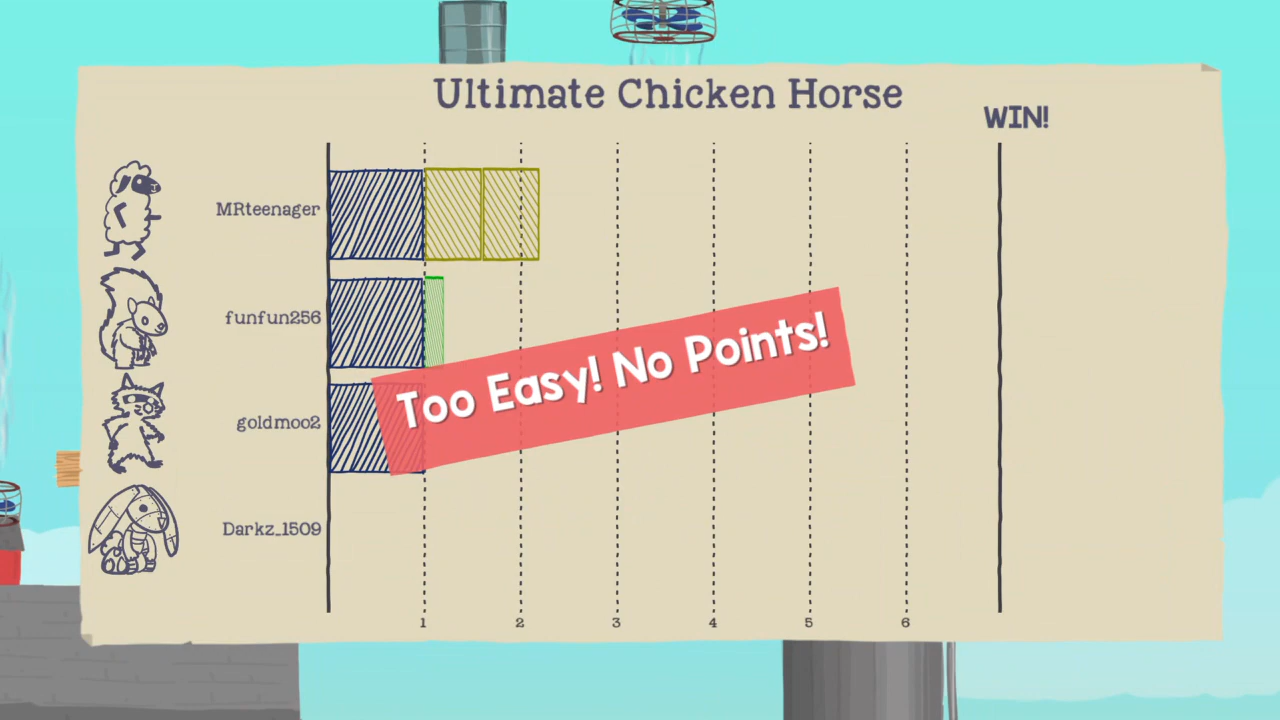 Ultimate Chicken Horse
WIN!
MRteenager
funfun256
Too Easy! No Points!
goldmoo2
Darkz_1509
1 2 3 4 5 6